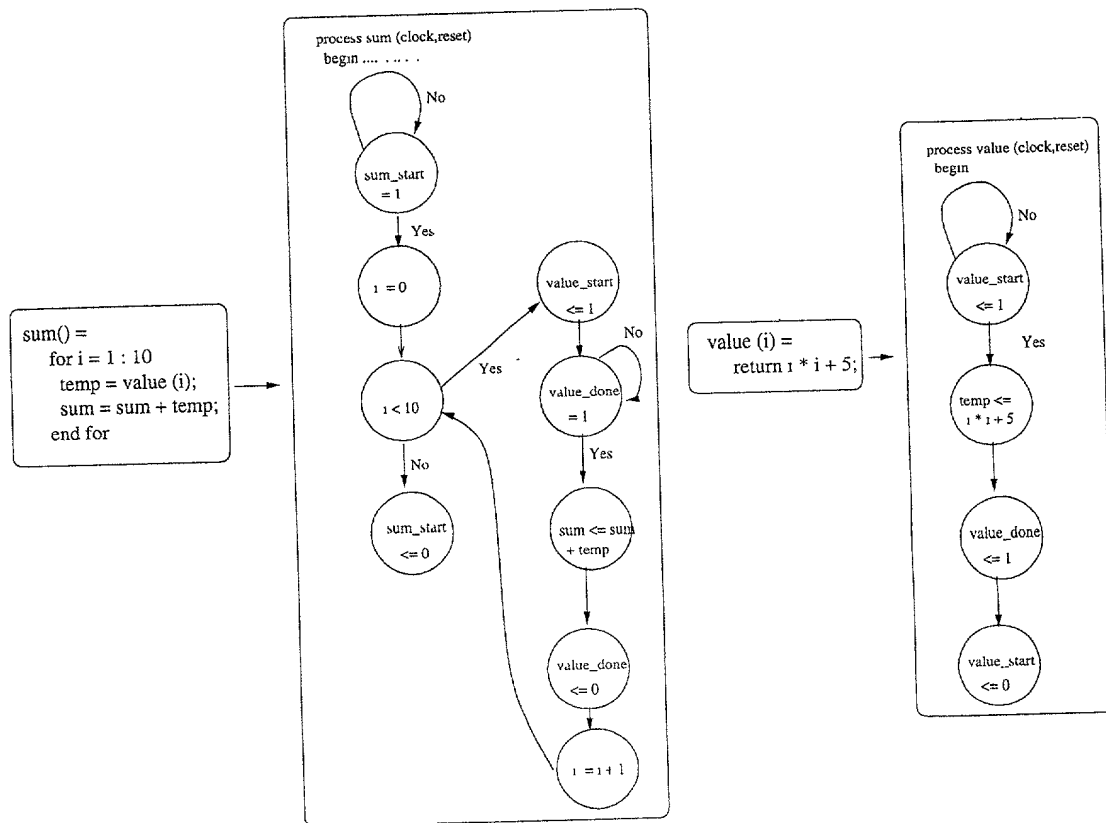 process sum (clock,reset)
begin .... . .. . .
No
sum_start
= 1
Yes
ı = 0
ı < 10
Yes
No
sum_start
<= 0
value_start
<= 1
No
value_done
= 1
Yes
sum <= sum
+ temp
value_done
<= 0
ı = ı + 1
sum() =
for i = 1 : 10
temp = value (i);
sum = sum + temp;
end for
value (i) =
return ı * i + 5;
process value (clock,reset)
begin
No
value_start
<= 1
Yes
temp <=
ı * ı + 5
value_done
<= 1
value_start
<= 0